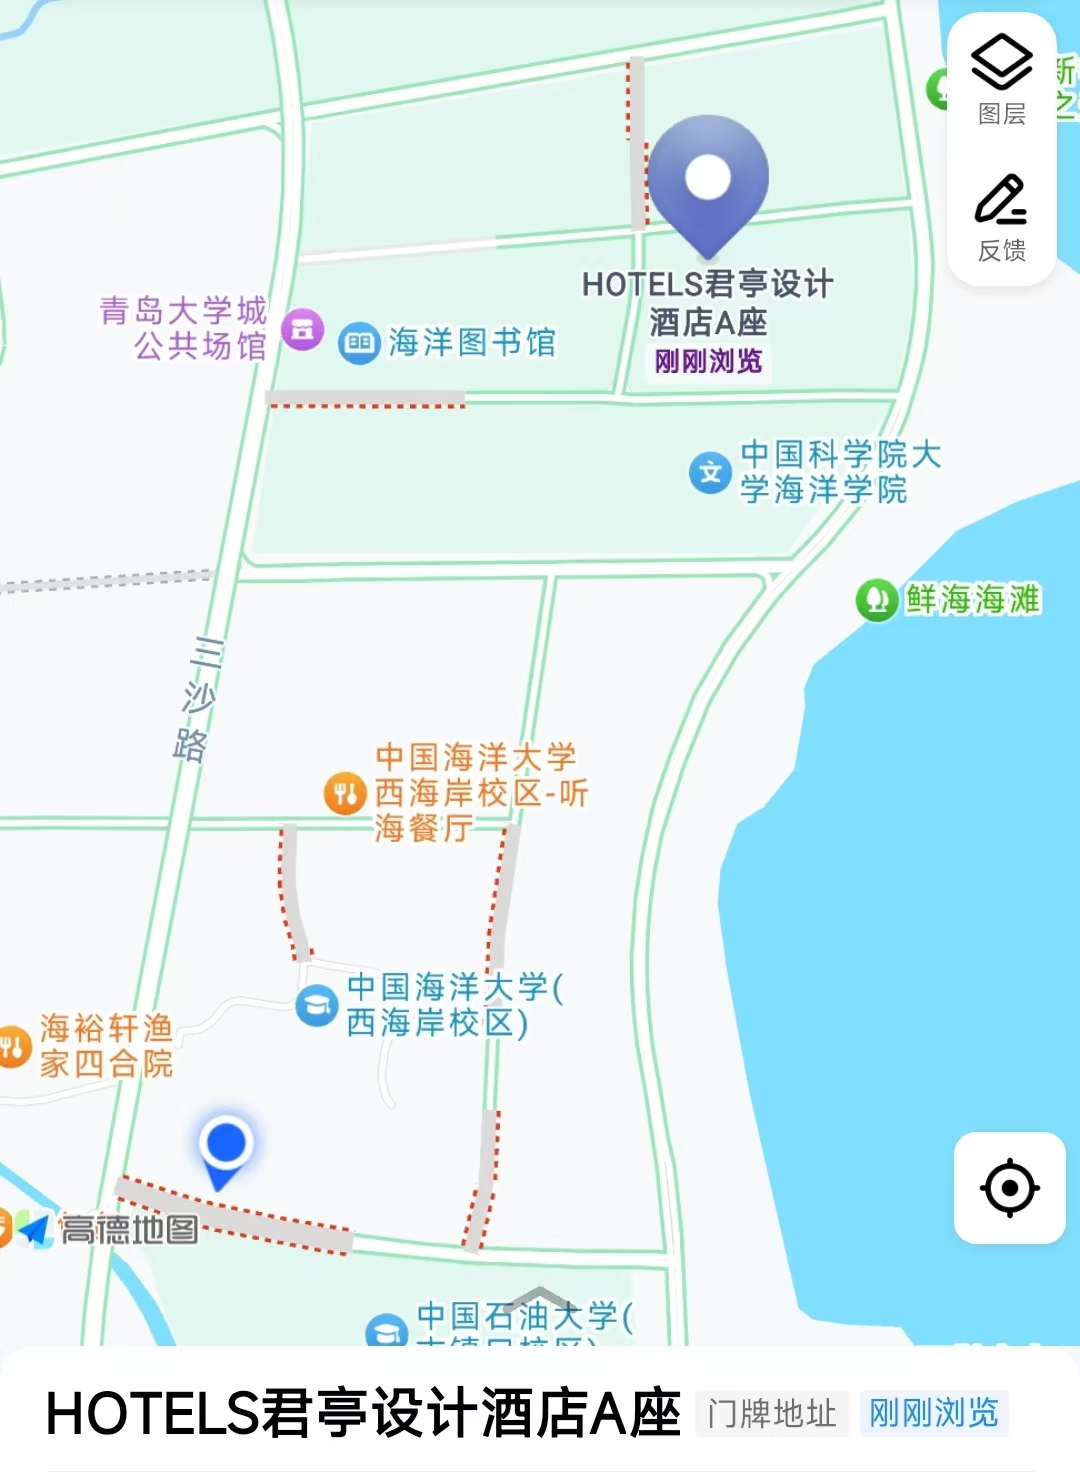 图层
反馈
HOTELS君亭设计
酒店A座
刚刚浏览
青岛大学城
公共场馆
海洋图书馆
中国科学院大
学海洋学院
鲜海海滩
三沙路
中国海洋大学
西海岸校区-听
海餐厅
中国海洋大学(
西海岸校区)
海裕轩渔
家四合院
高德地图
中国石油大学(
HOTELS君亭设计酒店A座 门牌地址 刚刚浏览